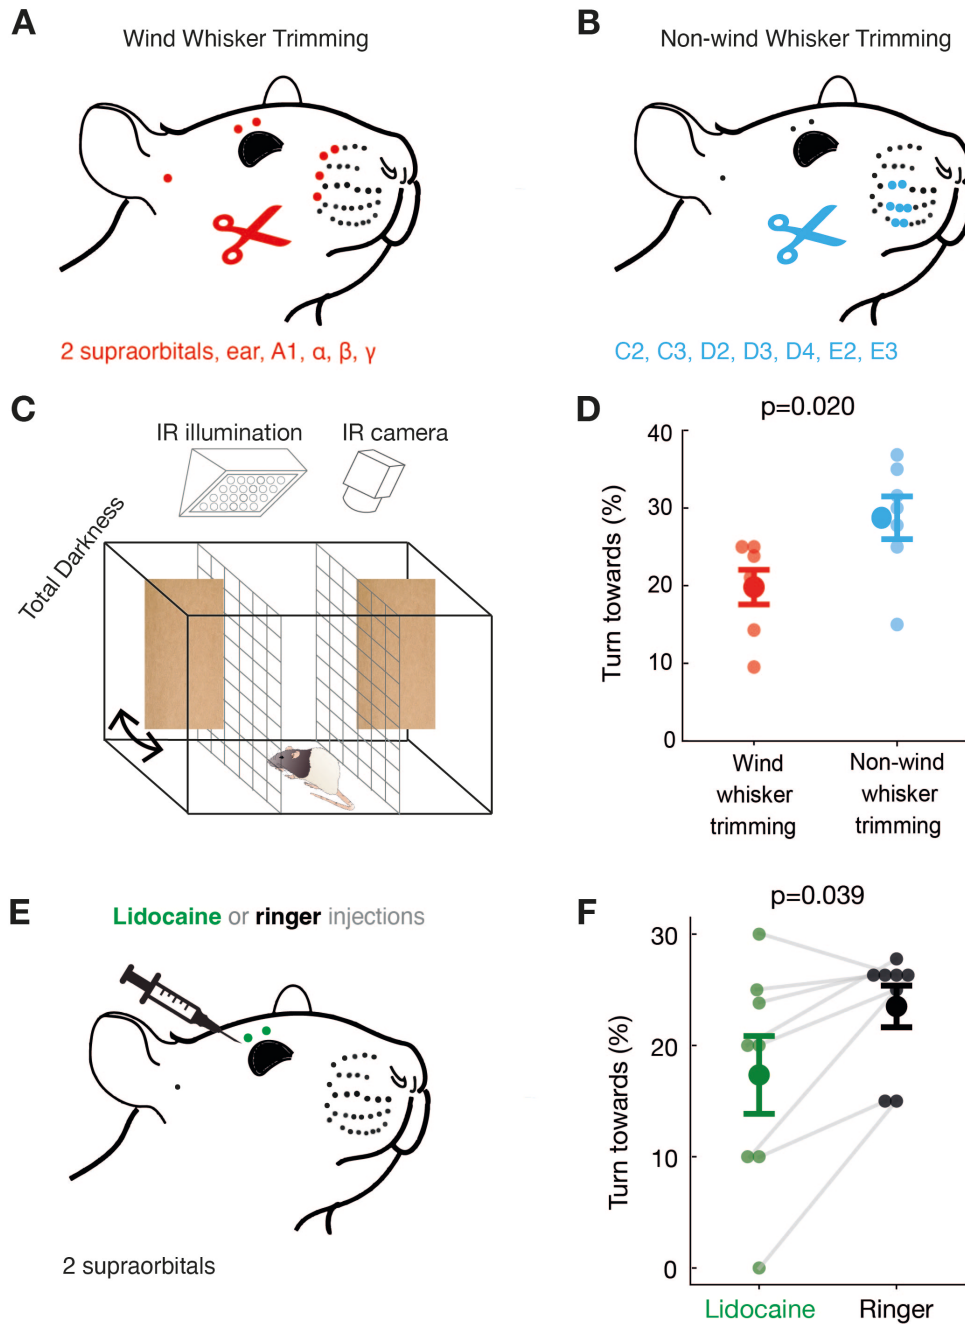 A
Wind Whisker Trimming
2 supraorbitals, ear, A1, α, β, γ
B
Non-wind Whisker Trimming
C2, C3, D2, D3, D4, E2, E3
C
IR illumination
IR camera
Total Darkness
D
p=0.020
Turn towards (%)
40
30
20
10
0
Wind
whisker
trimming
Non-wind
whisker
trimming
E
Lidocaine or ringer injections
2 supraorbitals
F
p=0.039
Turn towards (%)
30
20
10
0
Lidocaine
Ringer